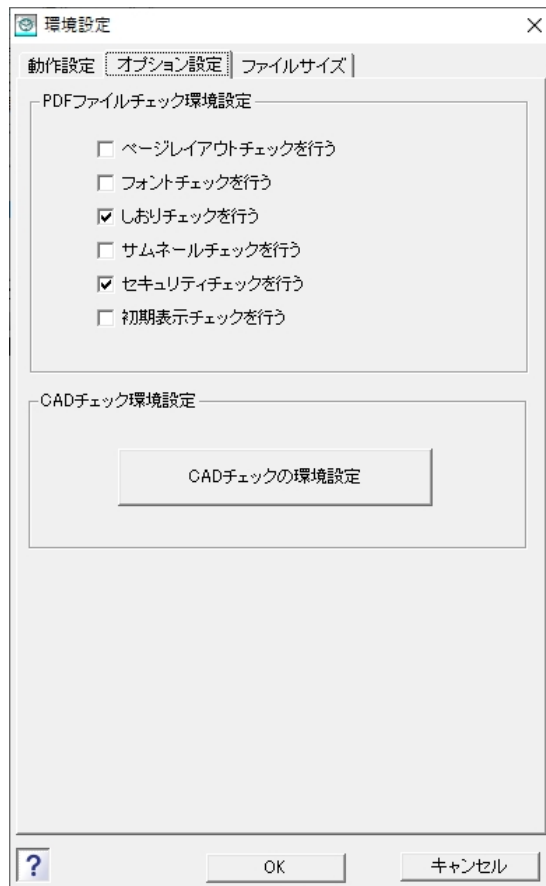 環境設定
動作設定 オプション設定 ファイルサイズ
PDFファイルチェック環境設定
ページレイアウトチェックを行う
フォントチェックを行う
しおりチェックを行う
サムネールチェックを行う
セキュリティチェックを行う
初期表示チェックを行う
CADチェック環境設定
CADチェックの環境設定
? OK キャンセル